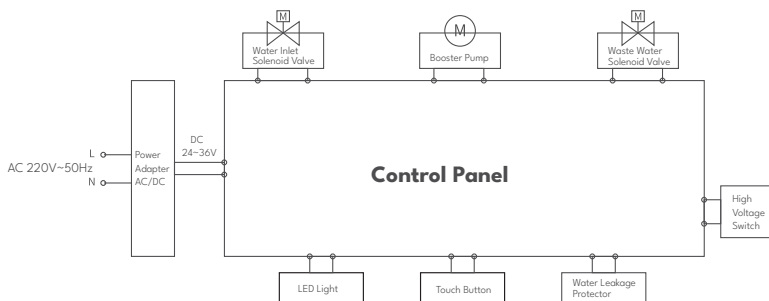 M
M
M
Water Inlet
Solenoid Valve
Booster Pump
Waste Water
Solenoid Valve
L
AC 220V~50Hz
N
Power
Adapter
AC/DC
DC
24~36V
Control Panel
High
Voltage
Switch
LED Light
Touch Button
Water Leakage
Protector